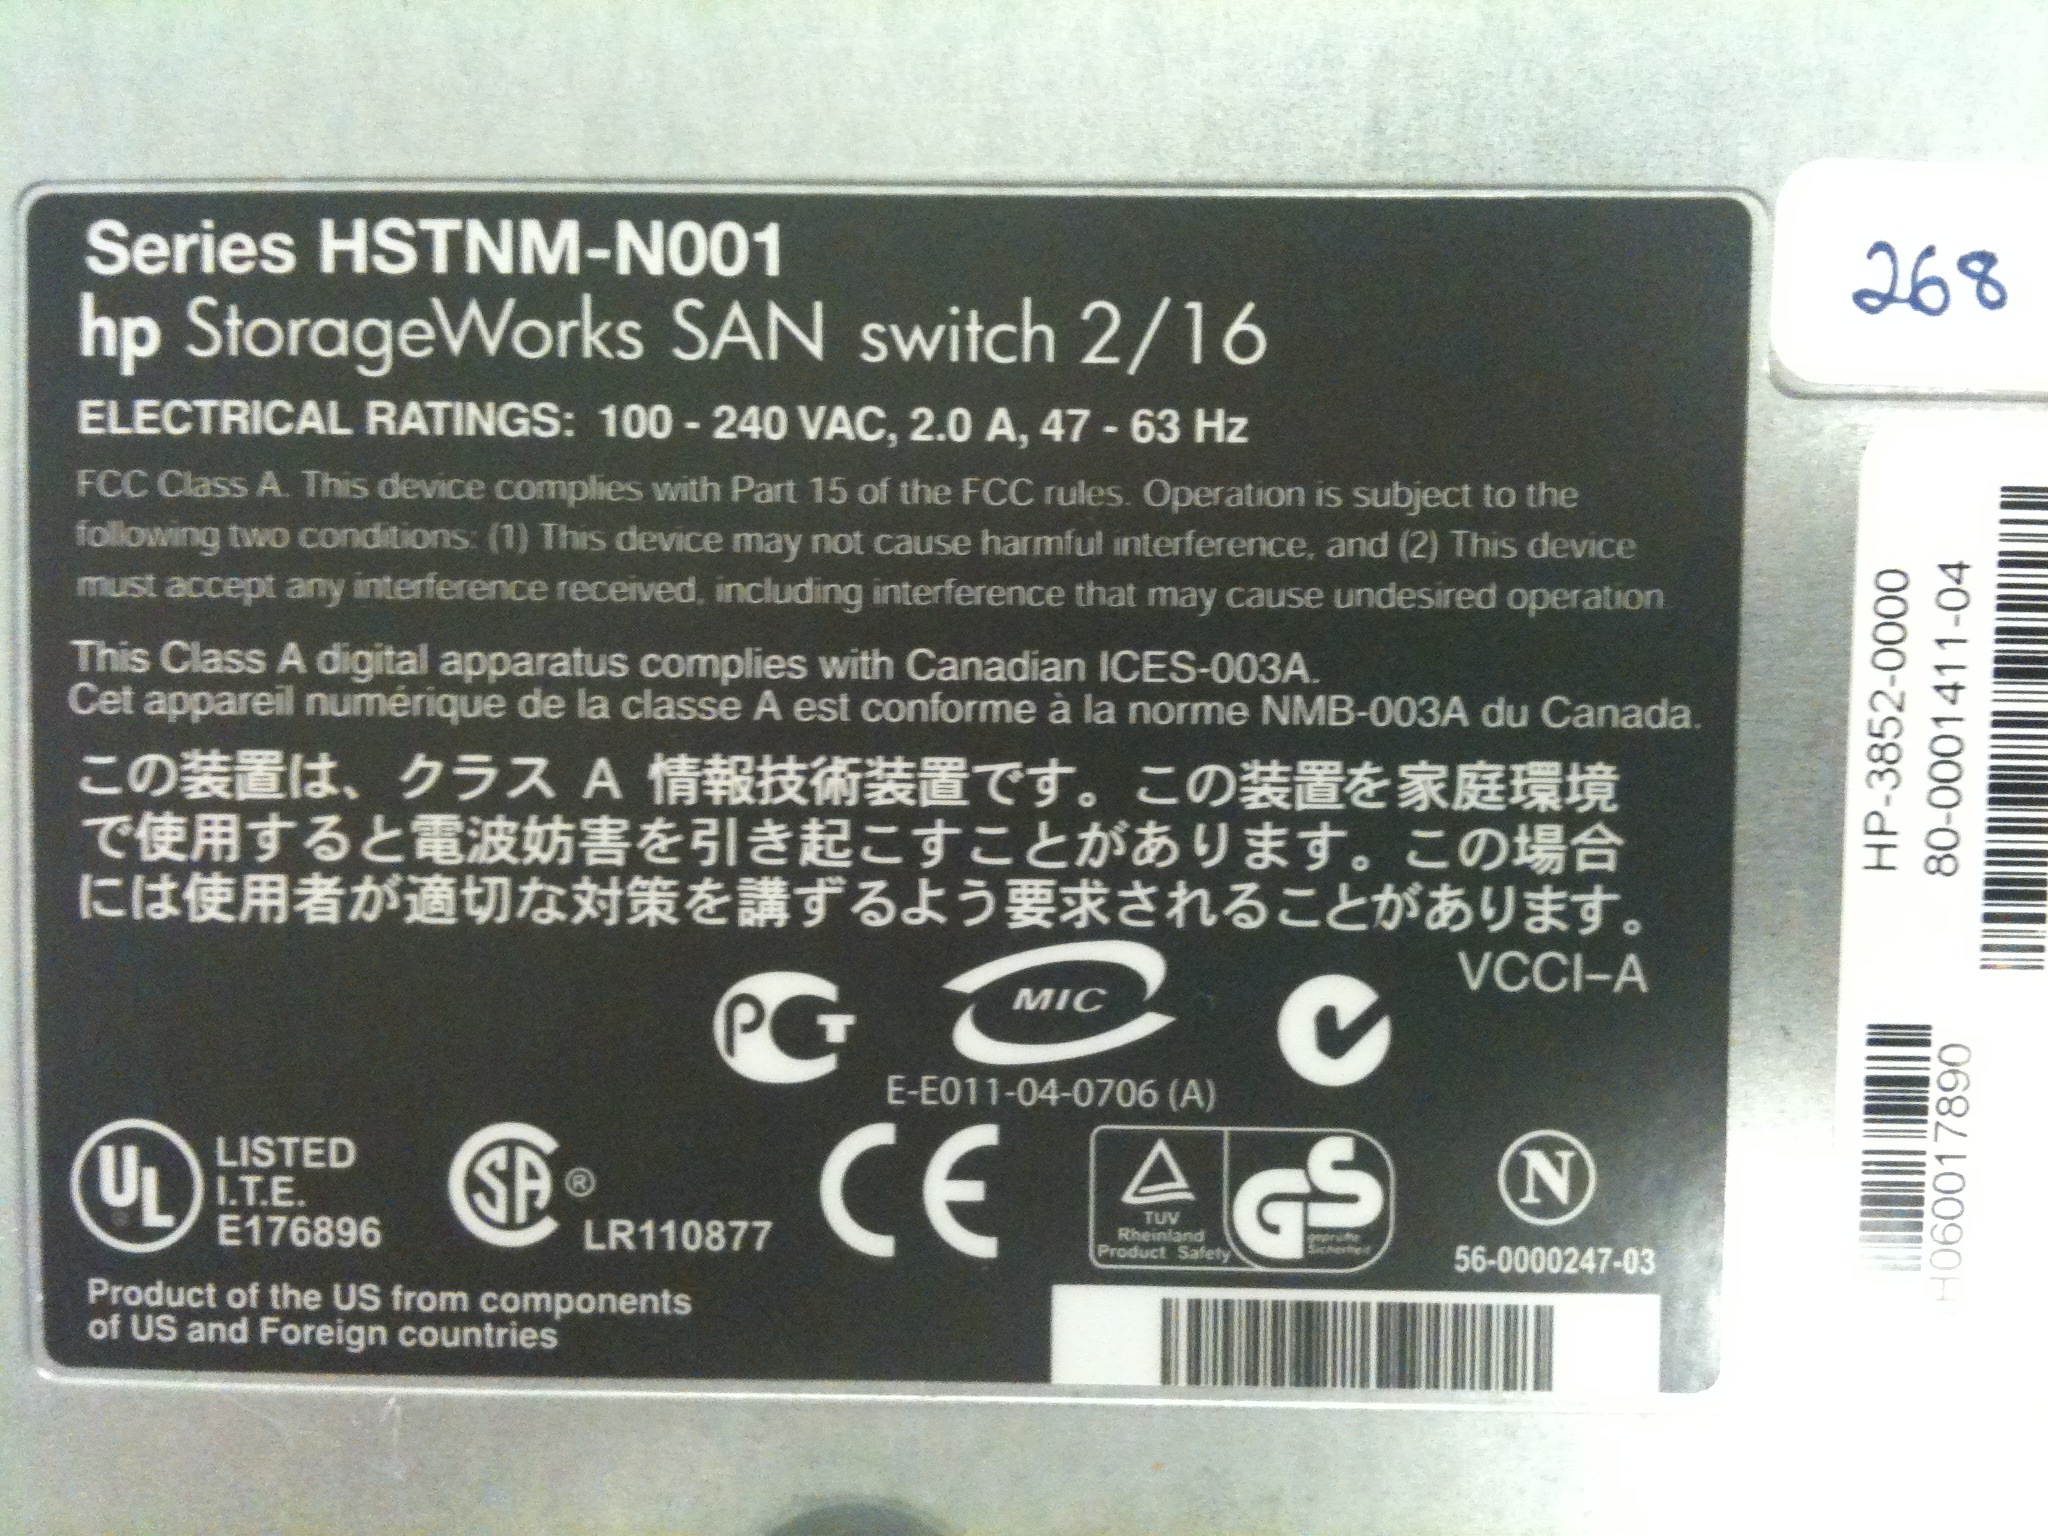 Series HSTNM-N001
hp StorageWorks SAN switch 2/16
ELECTRICAL RATINGS: 100 - 240 VAC, 2.0 A, 47 - 63 Hz
FCC Class A. This device complies with Part 15 of the FCC rules. Operation is subject to the
following two conditions: (1) This device may not cause harmful interference, and (2) This device
must accept any interference received, including interference that may cause undesired operation.
This Class A digital apparatus complies with Canadian ICES-003A.
Cet appareil numérique de la classe A est conforme à la norme NMB-003A du Canada.
この装置は、クラス A 情報技術装置です。この装置を家庭環境
で使用すると電波妨害を引き起こすことがあります。この場合
には使用者が適切な対策を講ずるよう要求されることがあります。
VCCI-A
PCT
MIC
E-E011-04-0706 (A)
UL
LISTED
I.T.E.
E176896
SA ®
LR110877
CE
TUV
Rheinland
Product Safety
GS
geprüfte
Sicherheit
N
56-0000247-03
Product of the US from components
of US and Foreign countries
268
HP-3852-0000
80-0001411-04
H060017890